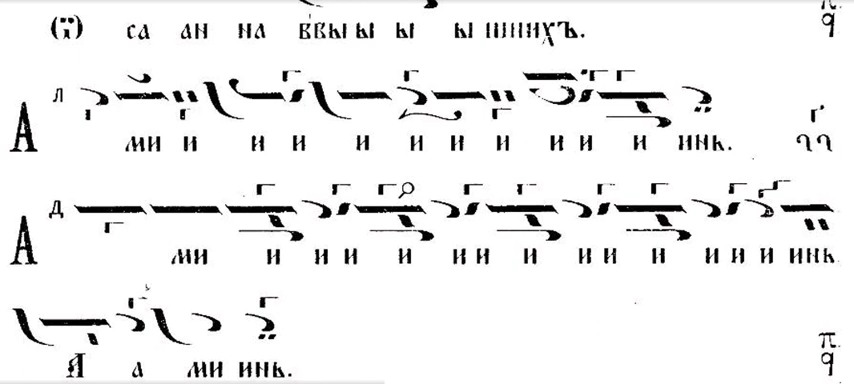 (ї) са ан на ввы ы ы ы шнихъ. π q
А л ми и и и и и и и и и и инь.
А д ми и и и и и и и и и и и инь
А а ми инь. π q